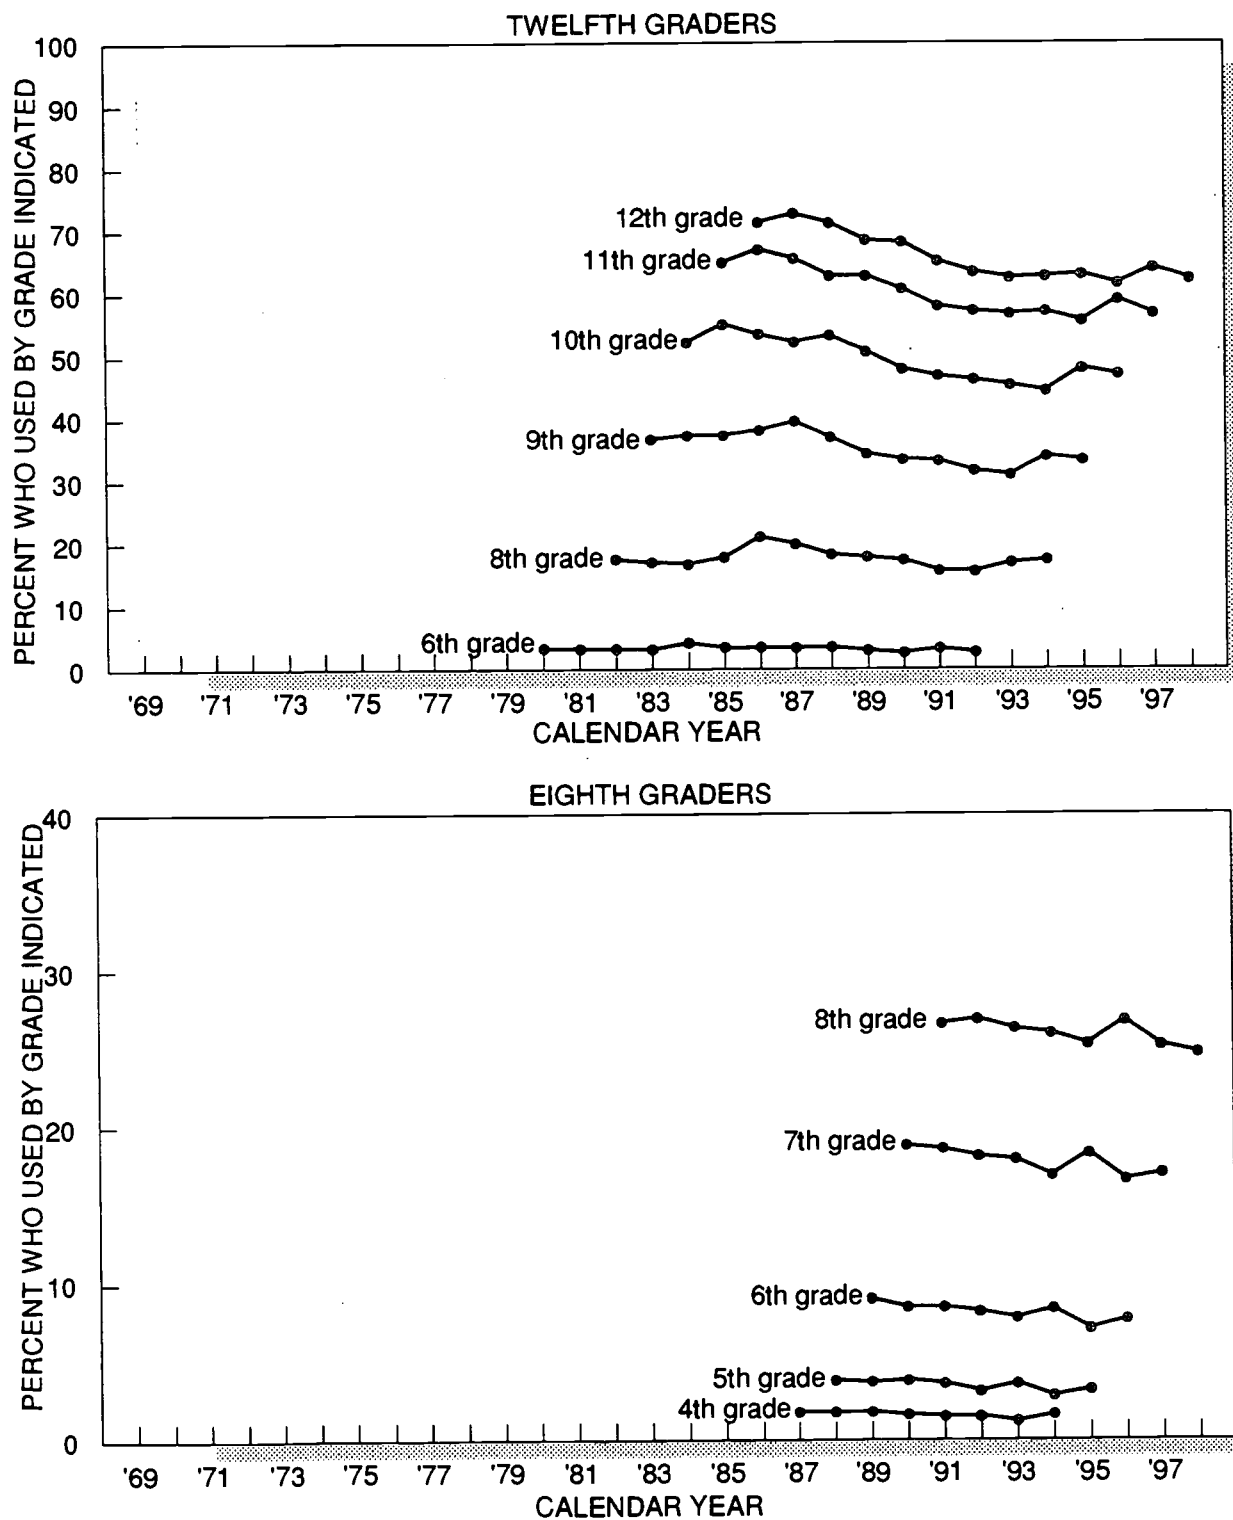 TWELFTH GRADERS
PERCENT WHO USED BY GRADE INDICATED
100
90
80
70
60
50
40
30
20
10
0
12th grade
11th grade
10th grade
9th grade
8th grade
6th grade
'69 '71 '73 '75 '77 '79 '81 '83 '85 '87 '89 '91 '93 '95 '97
CALENDAR YEAR
EIGHTH GRADERS
PERCENT WHO USED BY GRADE INDICATED
40
30
20
10
0
8th grade
7th grade
6th grade
5th grade
4th grade
'69 '71 '73 '75 '77 '79 '81 '83 '85 '87 '89 '91 '93 '95 '97
CALENDAR YEAR